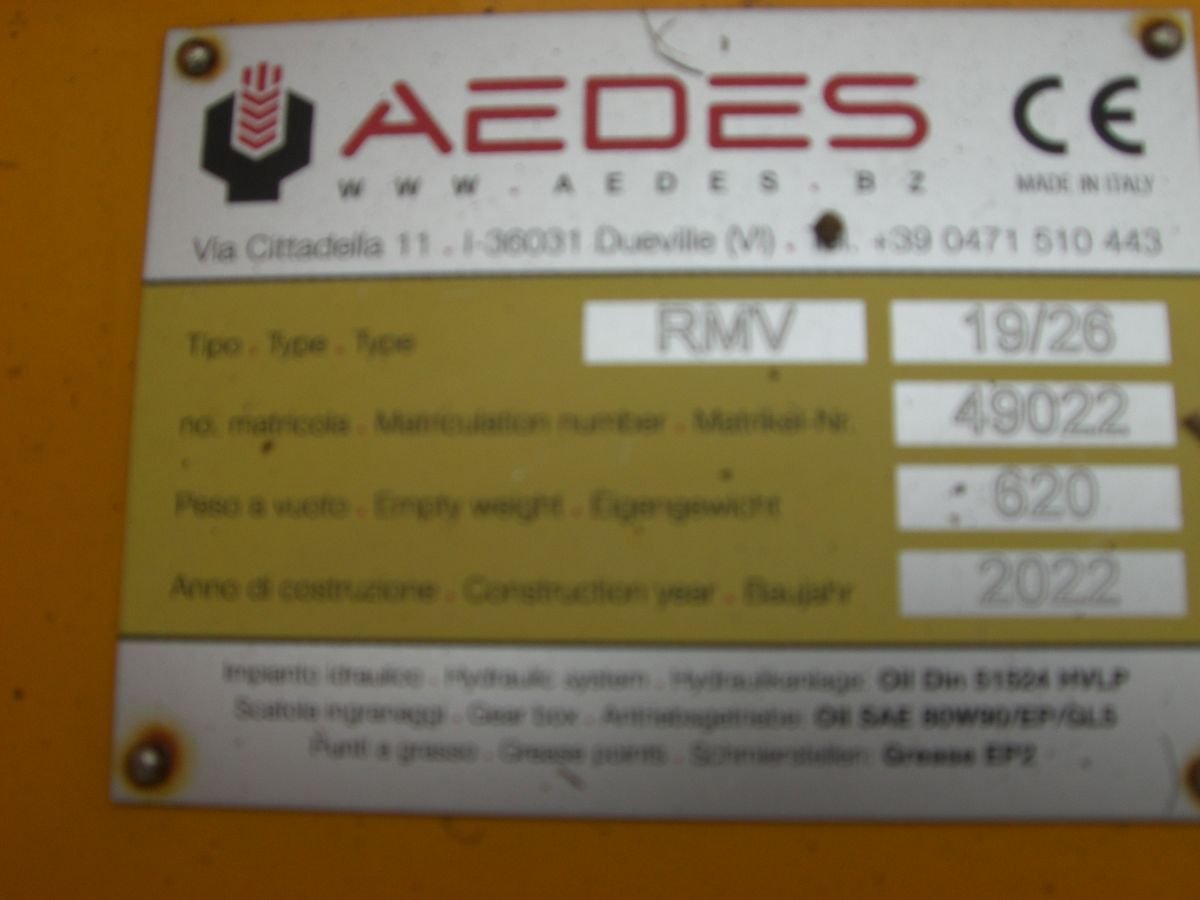 AEDES
CE
WWW.AEDES.BZ
MADE IN ITALY
Via Cittadella 11 . I-36031 Dueville (VI) . Tel. +39 0471 510 443
Tipo . Type . Type RMV 19/26
no. matricola . Matriculation number . Matrikel-Nr. 49022
Peso a vuoto . Empty weight . Eigengewicht 620
Anno di costruzione . Construction year . Baujahr 2022
Impianto idraulico . Hydraulic system . Hydraulikanlage: Oil Din 51524 HVLP
Scatola ingranaggi . Gear box . Antriebsgetriebe: Oil SAE 80W90/EP/GL5
Punti a grasso . Grease points . Schmierstellen: Grease EP2